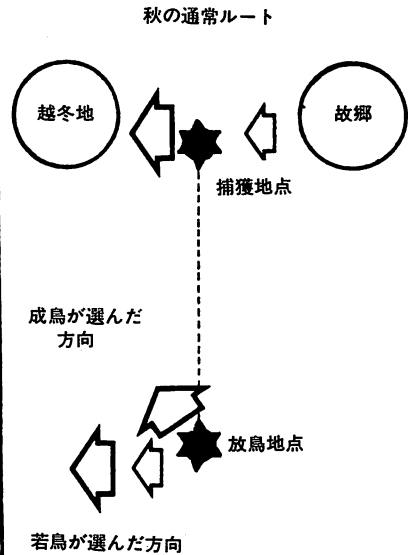 秋の通常ルート
越冬地
故郷
捕獲地点
成鳥が選んだ
方向
放鳥地点
若鳥が選んだ方向